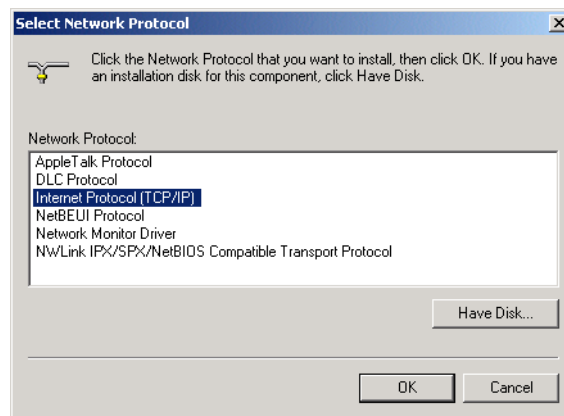 Select Network Protocol
Click the Network Protocol that you want to install, then click OK. If you have
an installation disk for this component, click Have Disk.
Network Protocol:
AppleTalk Protocol
DLC Protocol
Internet Protocol (TCP/IP)
NetBEUI Protocol
Network Monitor Driver
NWLink IPX/SPX/NetBIOS Compatible Transport Protocol
Have Disk...
OK
Cancel